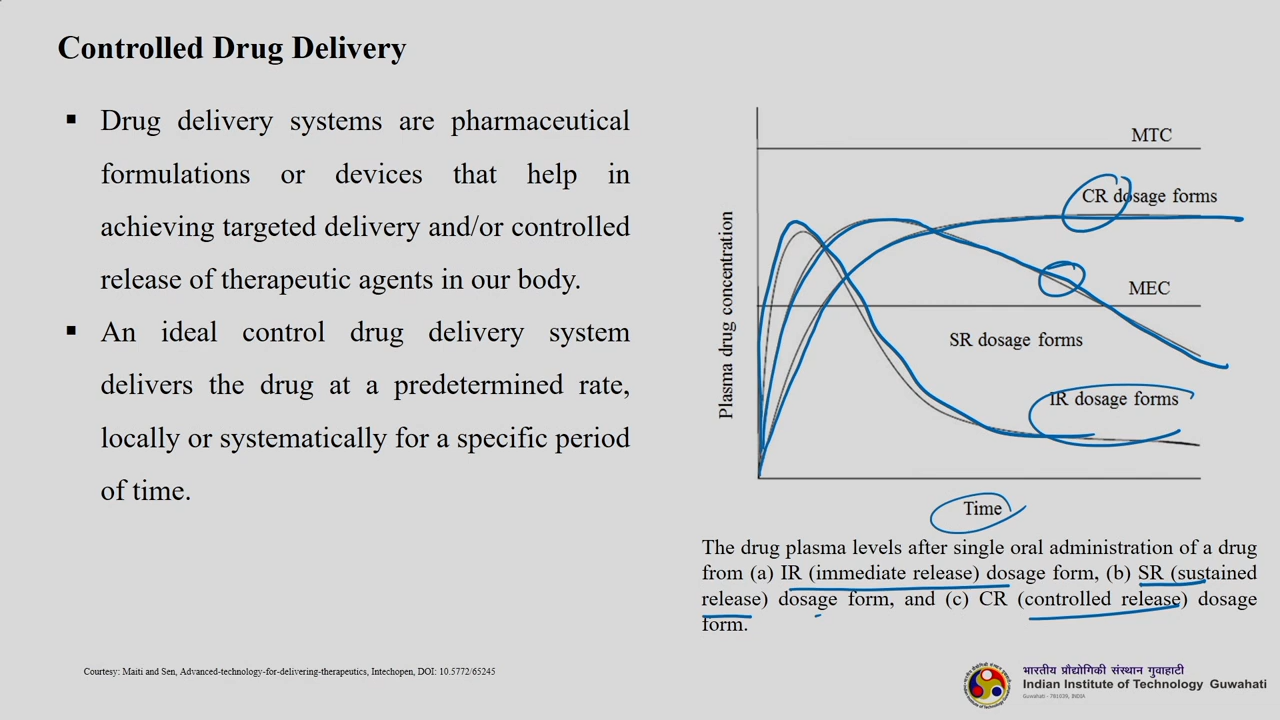 Controlled Drug Delivery
▪ Drug delivery systems are pharmaceutical
formulations or devices that help in
achieving targeted delivery and/or controlled
release of therapeutic agents in our body.
▪ An ideal control drug delivery system
delivers the drug at a predetermined rate,
locally or systematically for a specific period
of time.
MTC
CR dosage forms
MEC
SR dosage forms
IR dosage forms
Plasma drug concentration
Time
The drug plasma levels after single oral administration of a drug
from (a) IR (immediate release) dosage form, (b) SR (sustained
release) dosage form, and (c) CR (controlled release) dosage
form.
Courtesy: Maiti and Sen, Advanced-technology-for-delivering-therapeutics, Intechopen, DOI: 10.5772/65245
भारतीय प्रौद्योगिकी संस्थान गुवाहाटी
Indian Institute of Technology Guwahati
Guwahati - 781039, INDIA